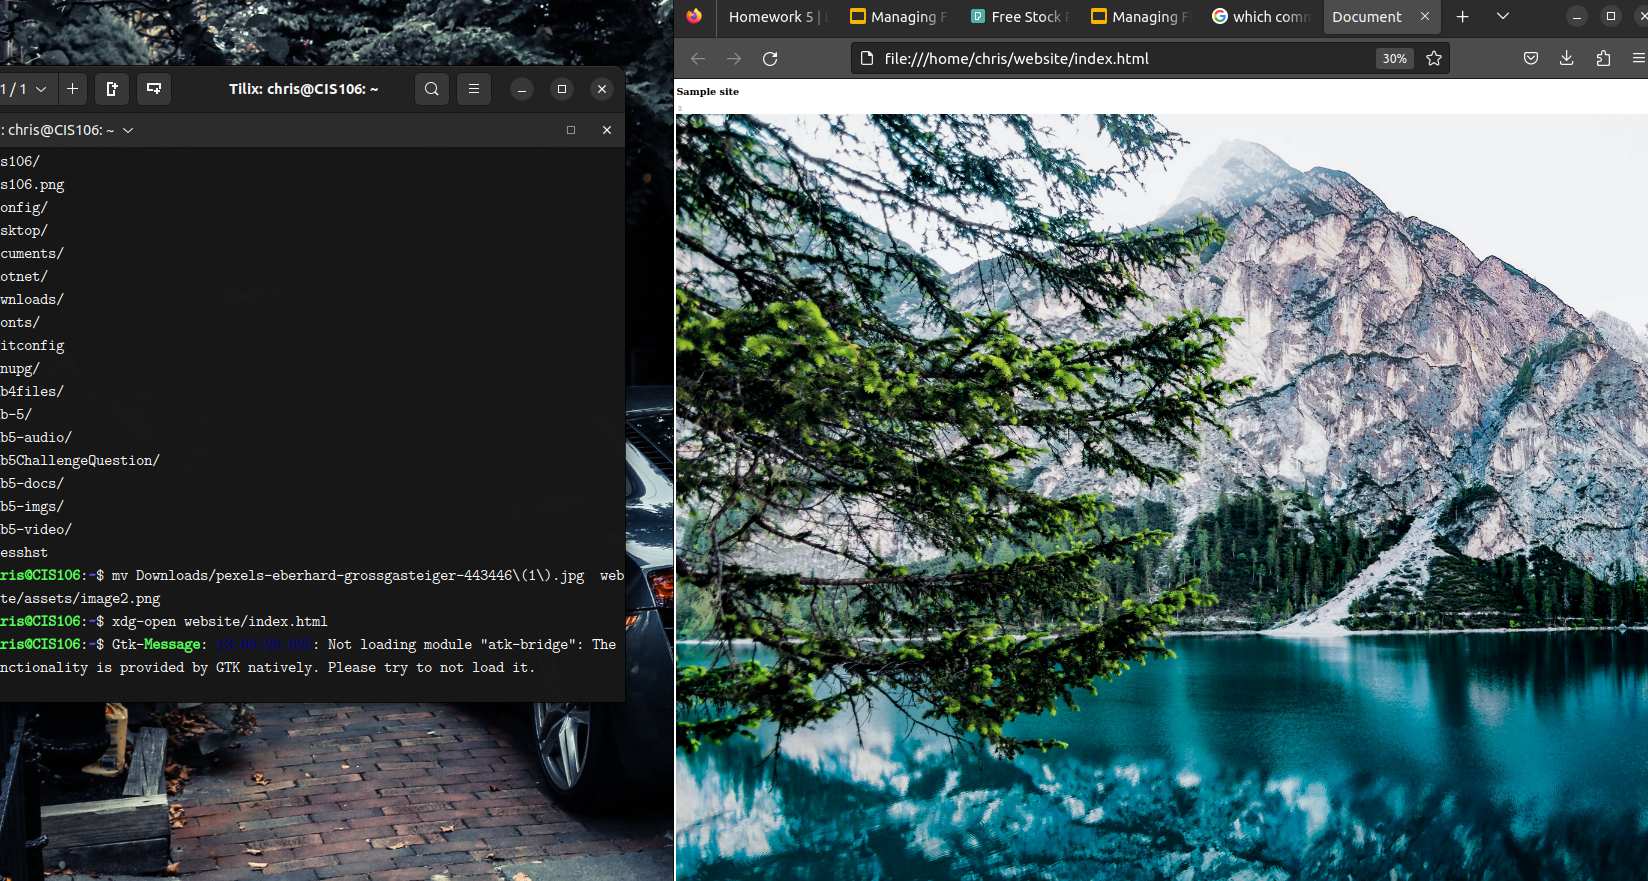 1 / 1
Tilix: chris@CIS106: ~
: chris@CIS106: ~
s106/
s106.png
onfig/
sktop/
cuments/
otnet/
wnloads/
onts/
itconfig
nupg/
b4files/
b-5/
b5-audio/
b5ChallengeQuestion/
b5-docs/
b5-imgs/
b5-video/
esshst
ris@CIS106:~$ mv Downloads/pexels-eberhard-grossgasteiger-443446\(1\).jpg  web
te/assets/image2.png
ris@CIS106:~$ xdg-open website/index.html
ris@CIS106:~$ Gtk-Message: : Not loading module "atk-bridge": The
nctionality is provided by GTK natively. Please try to not load it.
Homework 5 |
Managing F
Free Stock
Managing F
which com
Document
file:///home/chris/website/index.html
30%
Sample site